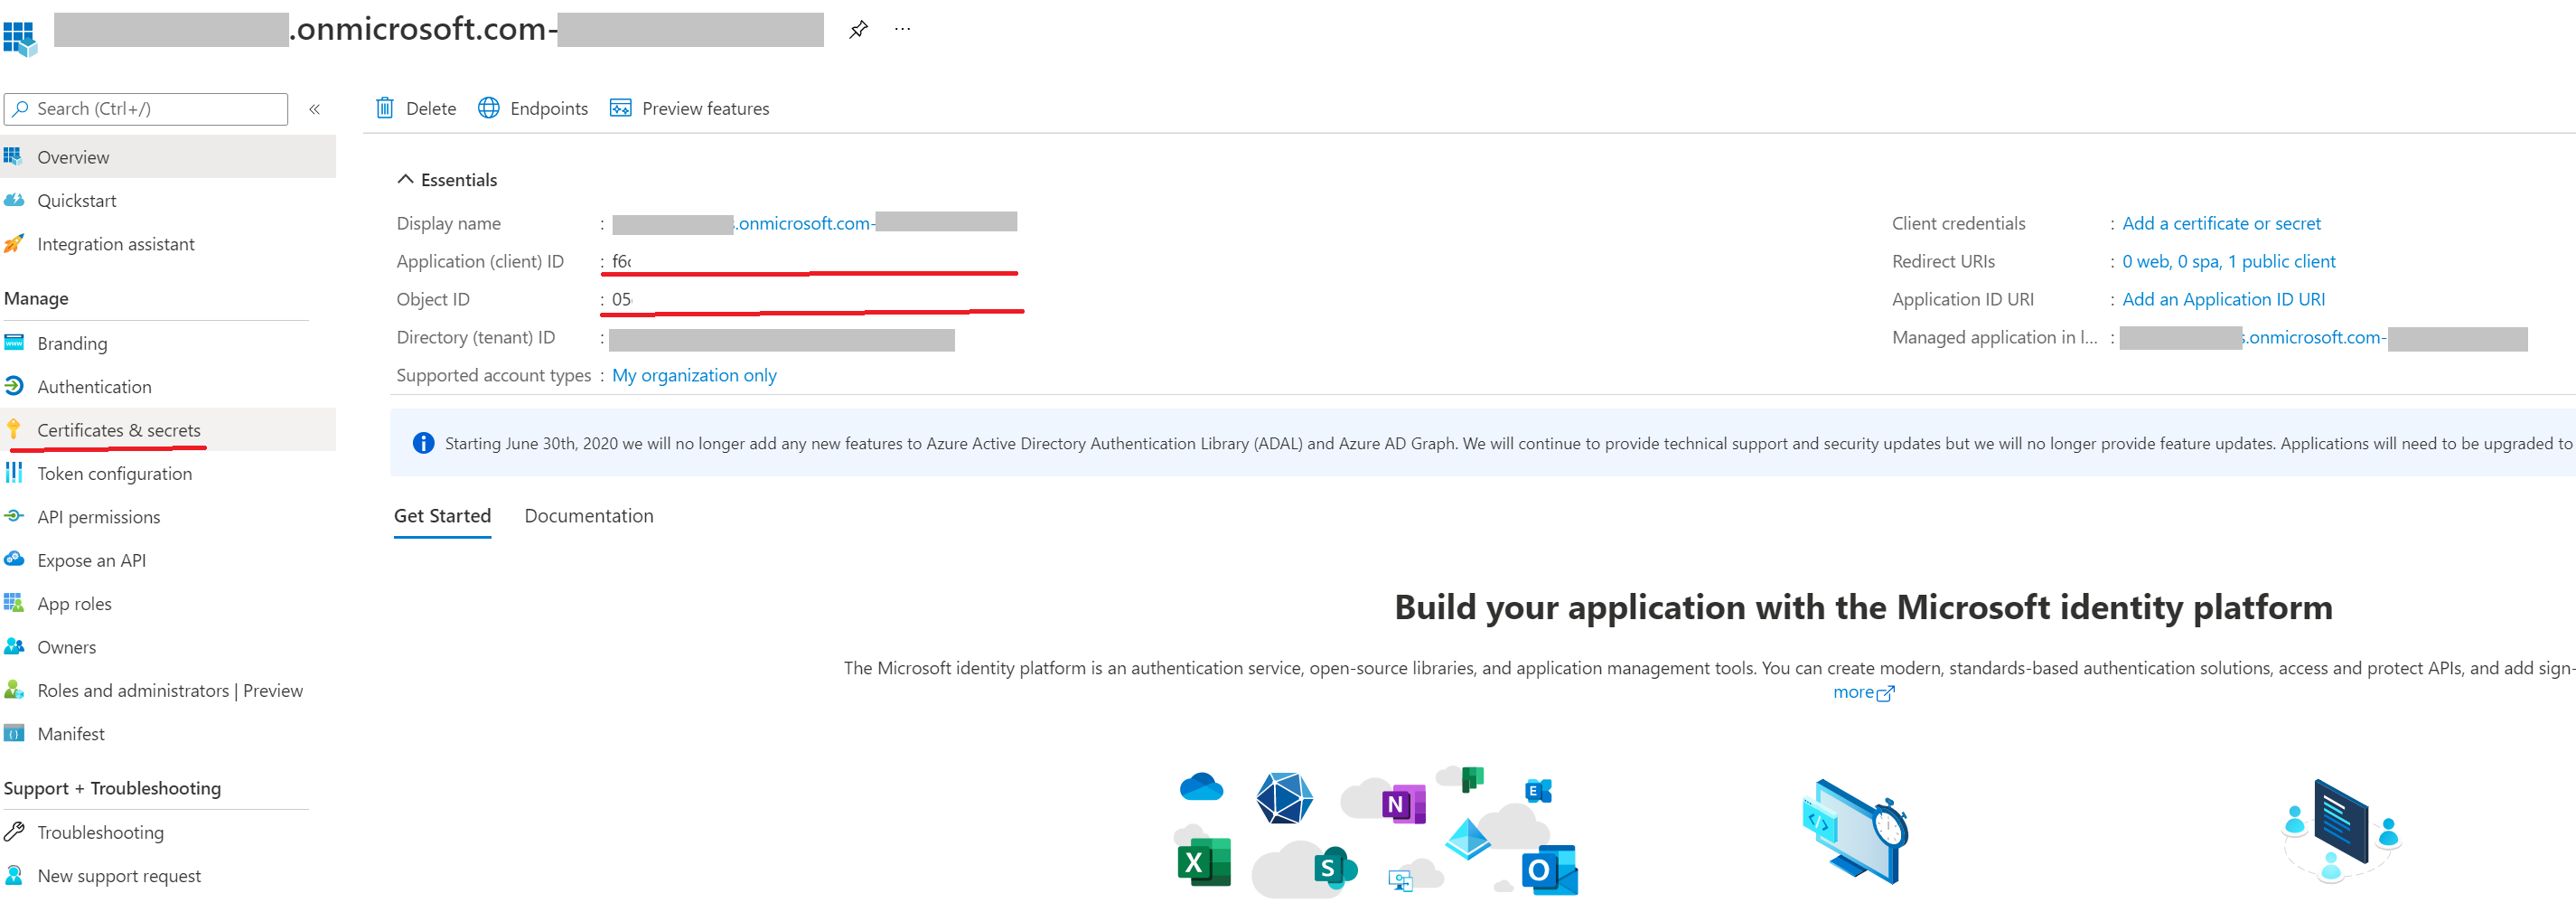 .onmicrosoft.com-
Search (Ctrl+/)
«
Delete
Endpoints
Preview features
Overview
Quickstart
Integration assistant
Manage
Branding
Authentication
Certificates & secrets
Token configuration
API permissions
Expose an API
App roles
Owners
Roles and administrators | Preview
Manifest
Support + Troubleshooting
Troubleshooting
New support request
Essentials
Display name : .onmicrosoft.com-
Application (client) ID : f6
Object ID : 05
Directory (tenant) ID :
Supported account types : My organization only
Client credentials : Add a certificate or secret
Redirect URIs : 0 web, 0 spa, 1 public client
Application ID URI : Add an Application ID URI
Managed application in l... : .onmicrosoft.com-
Starting June 30th, 2020 we will no longer add any new features to Azure Active Directory Authentication Library (ADAL) and Azure AD Graph. We will continue to provide technical support and security updates but we will no longer provide feature updates. Applications will need to be upgraded to
Get Started
Documentation
Build your application with the Microsoft identity platform
The Microsoft identity platform is an authentication service, open-source libraries, and application management tools. You can create modern, standards-based authentication solutions, access and protect APIs, and add sign-
more
N
E
X
S
O